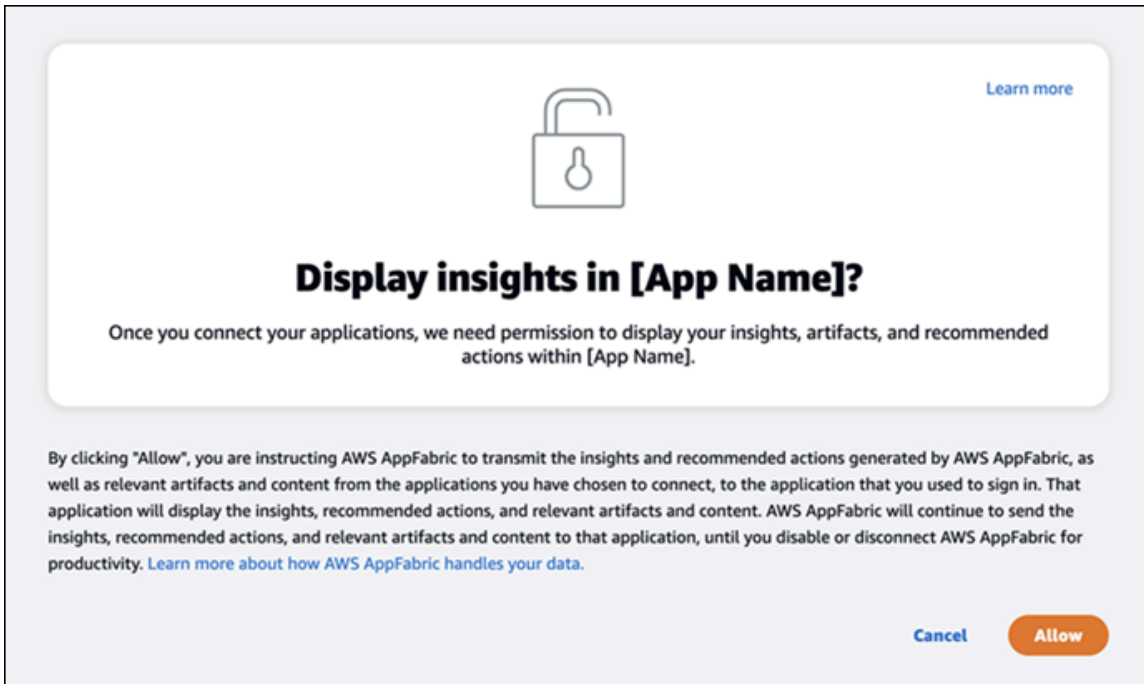 Learn more
Display insights in [App Name]?
Once you connect your applications, we need permission to display your insights, artifacts, and recommended
actions within [App Name].
By clicking "Allow", you are instructing AWS AppFabric to transmit the insights and recommended actions generated by AWS AppFabric, as
well as relevant artifacts and content from the applications you have chosen to connect, to the application that you used to sign in. That
application will display the insights, recommended actions, and relevant artifacts and content. AWS AppFabric will continue to send the
insights, recommended actions, and relevant artifacts and content to that application, until you disable or disconnect AWS AppFabric for
productivity. Learn more about how AWS AppFabric handles your data.
Cancel Allow